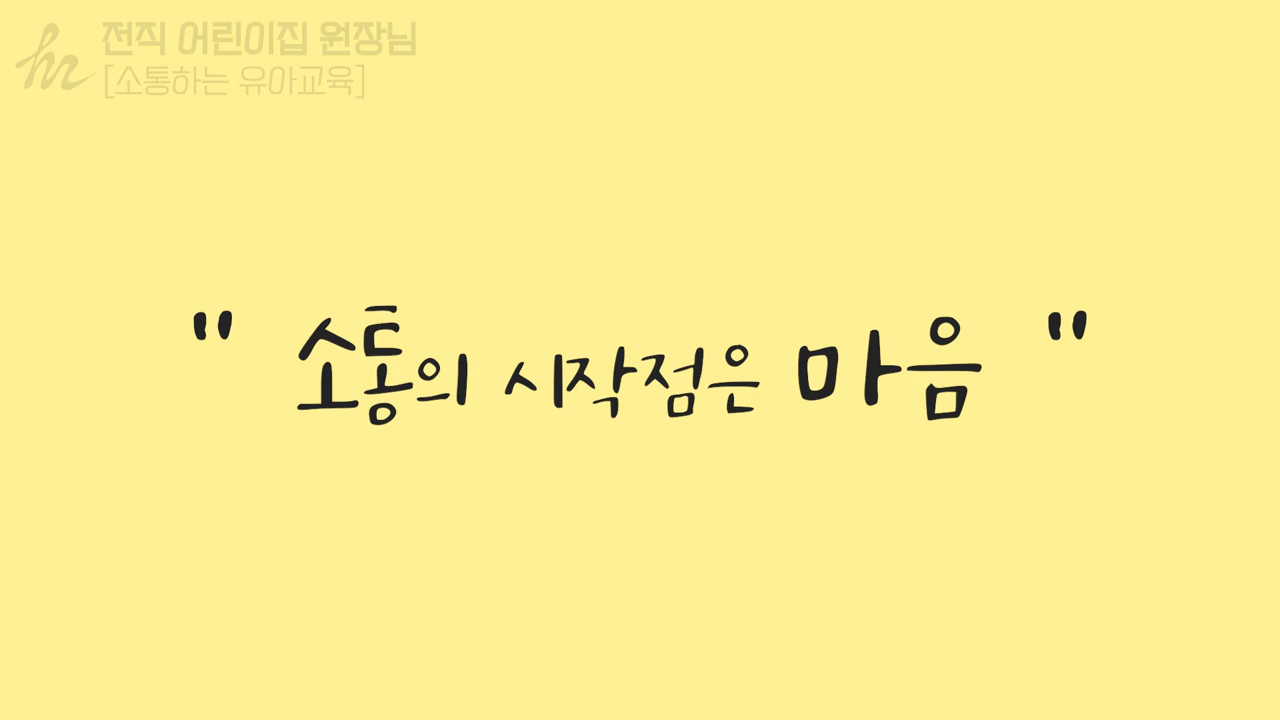 전직 어린이집 원장님
[소통하는 유아교육]
" 소통의 시작점은 마음 "